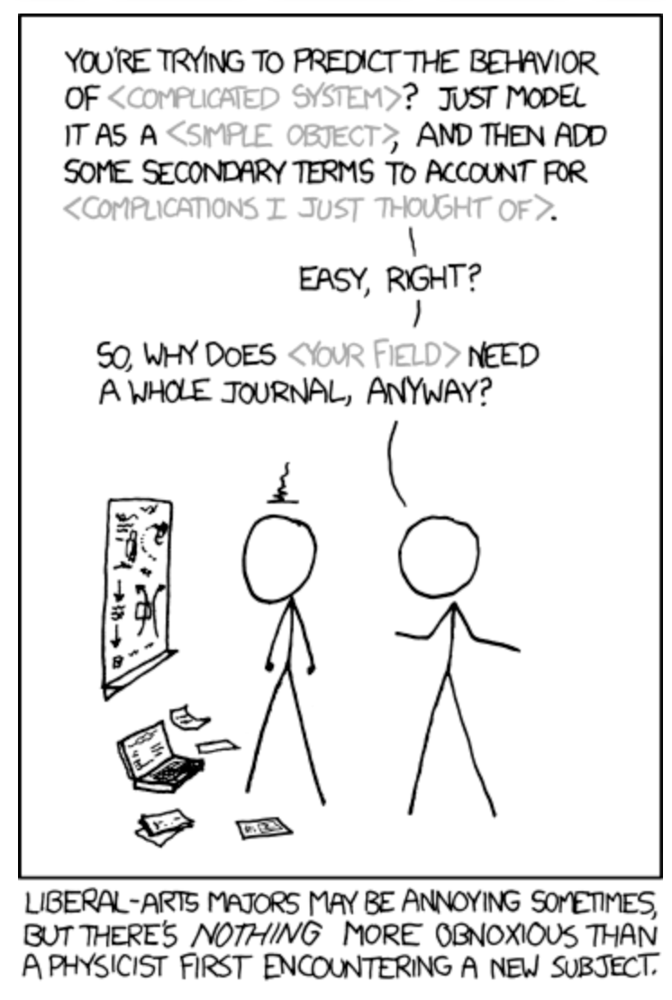 YOU'RE TRYING TO PREDICT THE BEHAVIOR
OF <COMPLICATED SYSTEM>? JUST MODEL
IT AS A <SIMPLE OBJECT>, AND THEN ADD
SOME SECONDARY TERMS TO ACCOUNT FOR
<COMPLICATIONS I JUST THOUGHT OF>.
EASY, RIGHT?
SO, WHY DOES <YOUR FIELD> NEED
A WHOLE JOURNAL, ANYWAY?
LIBERAL-ARTS MAJORS MAY BE ANNOYING SOMETIMES,
BUT THERE'S NOTHING MORE OBNOXIOUS THAN
A PHYSICIST FIRST ENCOUNTERING A NEW SUBJECT.